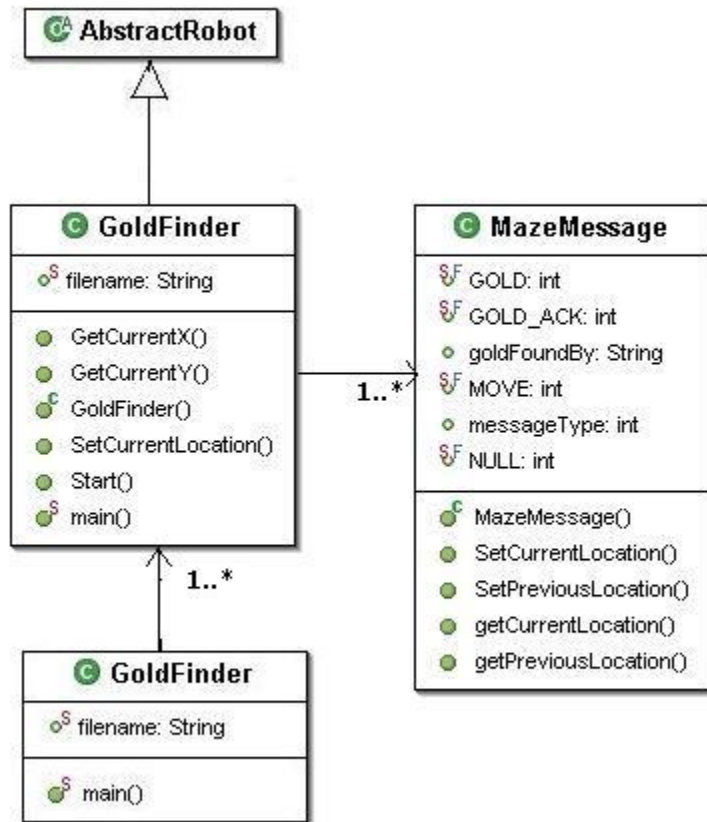 AbstractRobot
GoldFinder
filename: String
GetCurrentX()
GetCurrentY()
GoldFinder()
SetCurrentLocation()
Start()
main()
1..*
MazeMessage
GOLD: int
GOLD_ACK: int
goldFoundBy: String
MOVE: int
messageType: int
NULL: int
MazeMessage()
SetCurrentLocation()
SetPreviousLocation()
getCurrentLocation()
getPreviousLocation()
1..*
GoldFinder
filename: String
main()